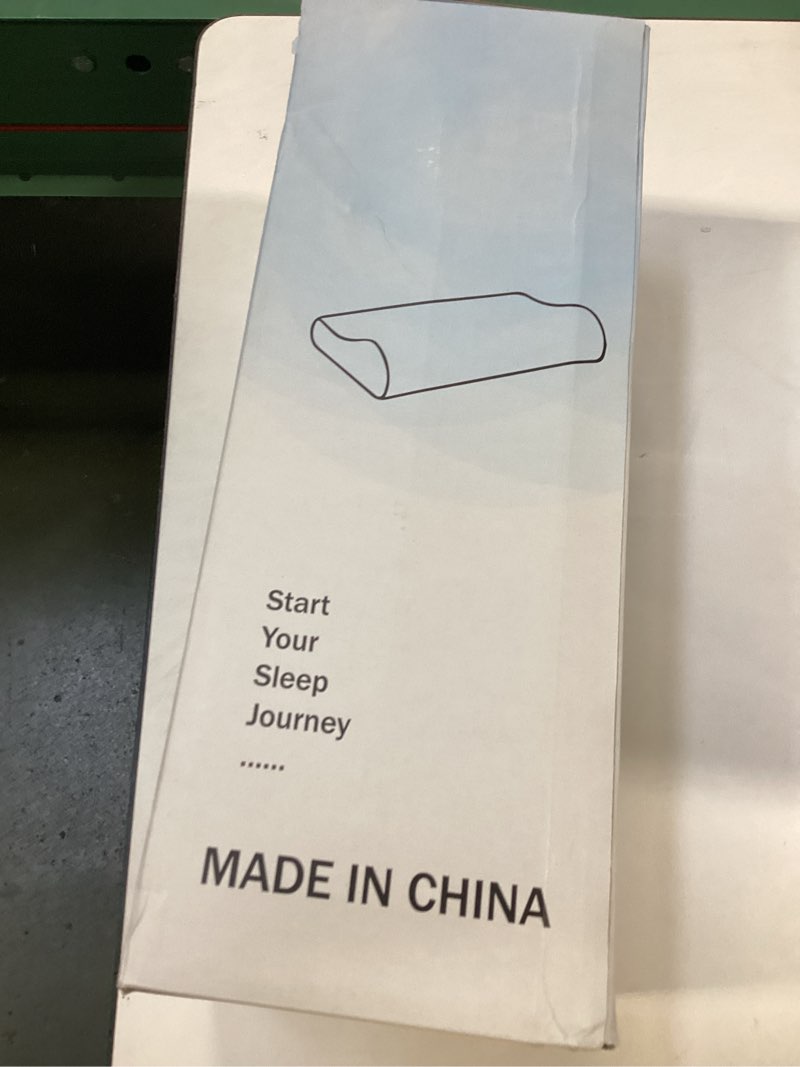 Start
Your
Sleep
Journey
......
MADE IN CHINA